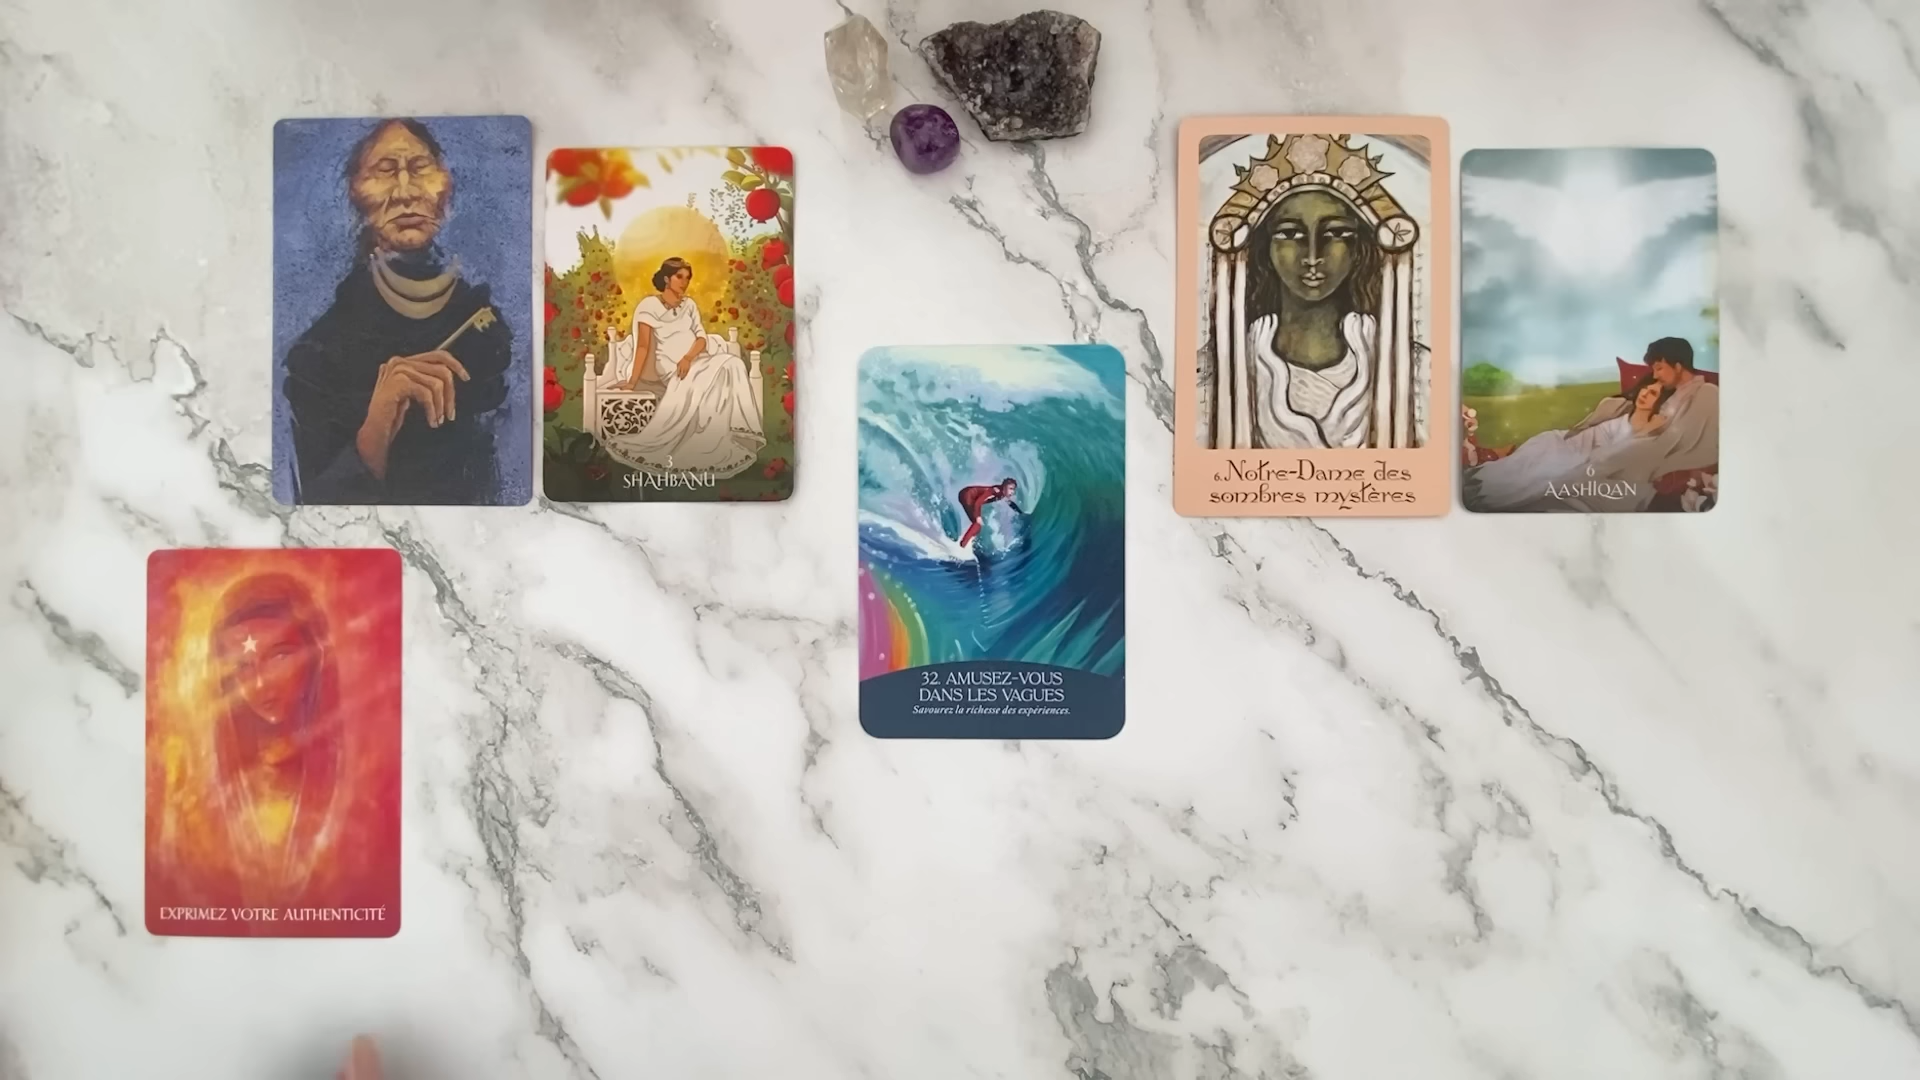 3
SHAHBANU
6. Notre-Dame des
sombres mystères
6
AASHIQAN
32. AMUSEZ-VOUS
DANS LES VAGUES
Savourez la richesse des expériences.
EXPRIMEZ VOTRE AUTHENTICITÉ